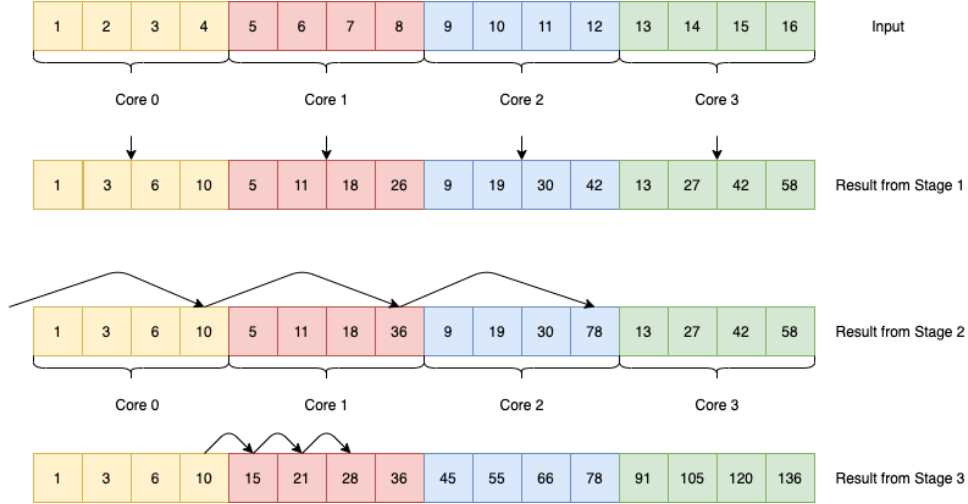 1 2 3 4 5 6 7 8 9 10 11 12 13 14 15 16 Input
Core 0 Core 1 Core 2 Core 3
1 3 6 10 5 11 18 26 9 19 30 42 13 27 42 58 Result from Stage 1
1 3 6 10 5 11 18 36 9 19 30 78 13 27 42 58 Result from Stage 2
Core 0 Core 1 Core 2 Core 3
1 3 6 10 15 21 28 36 45 55 66 78 91 105 120 136 Result from Stage 3